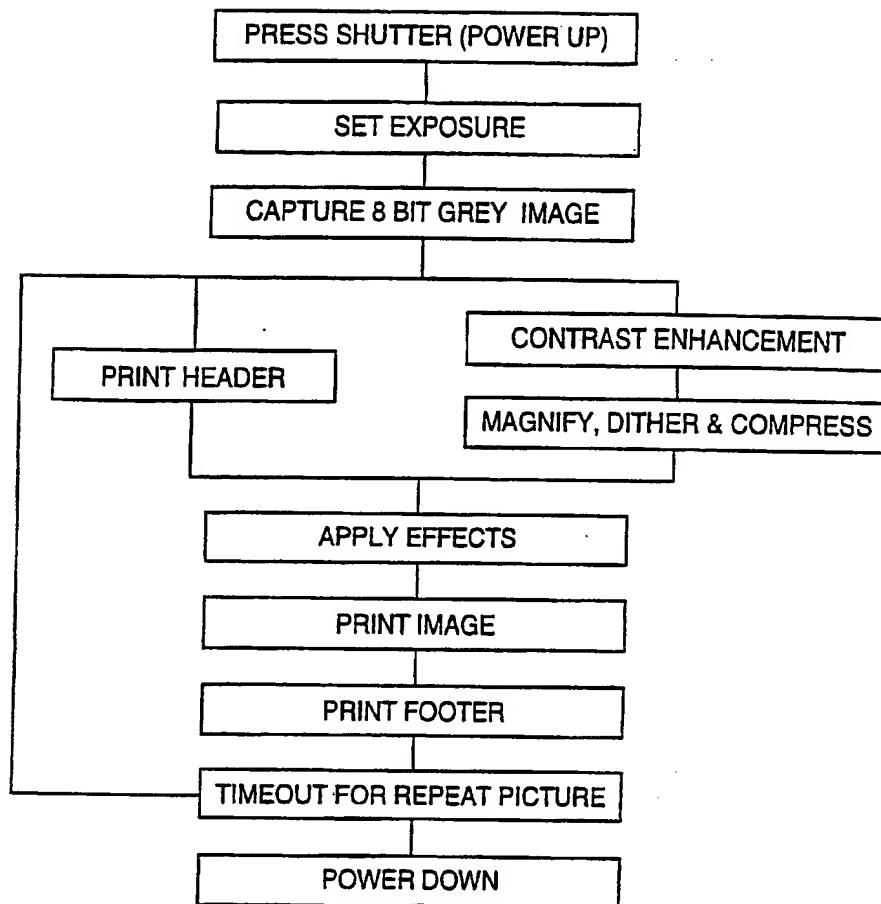 PRESS SHUTTER (POWER UP)
SET EXPOSURE
CAPTURE 8 BIT GREY IMAGE
PRINT HEADER
CONTRAST ENHANCEMENT
MAGNIFY, DITHER & COMPRESS
APPLY EFFECTS
PRINT IMAGE
PRINT FOOTER
TIMEOUT FOR REPEAT PICTURE
POWER DOWN